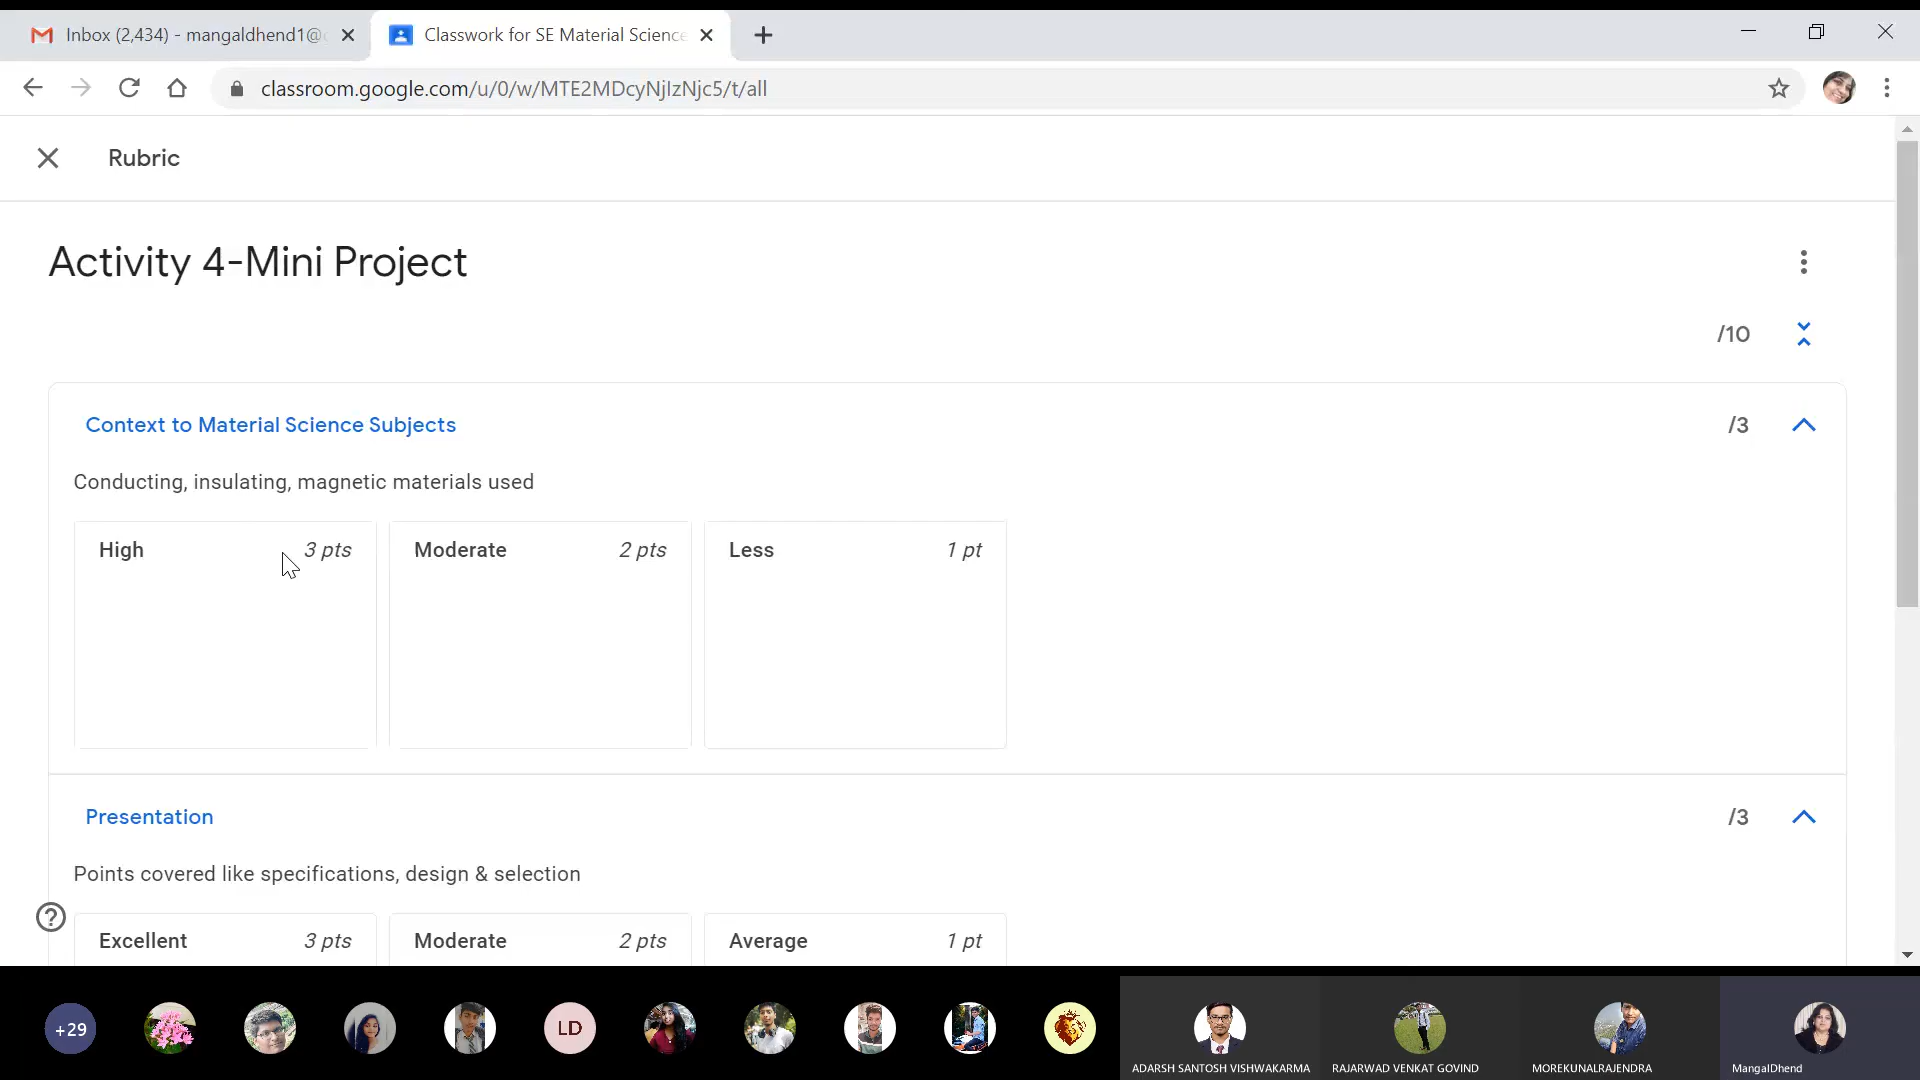 Inbox (2,434) - mangaldhend1@
Classwork for SE Material Science
classroom.google.com/u/0/w/MTE2MDcyNjIzNjc5/t/all
Rubric
Activity 4-Mini Project
/10
Context to Material Science Subjects
/3
Conducting, insulating, magnetic materials used
High 3 pts Moderate 2 pts Less 1 pt
Presentation
/3
Points covered like specifications, design & selection
Excellent 3 pts Moderate 2 pts Average 1 pt
+29
LD
ADARSH SANTOSH VISHWAKARMA
RAJARWAD VENKAT GOVIND
MOREKUNALRAJENDRA
MangalDhend